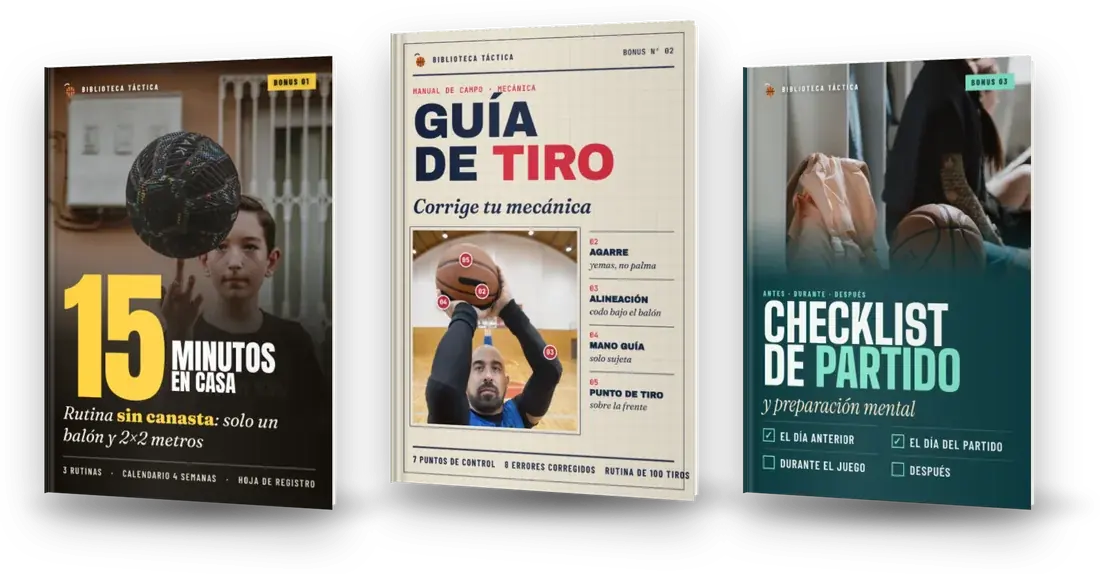 BIBLIOTECA TÁCTICA
BONUS 01
15
MINUTOS
EN CASA
Rutina sin canasta: solo un
balón y 2×2 metros
3 RUTINAS · CALENDARIO 4 SEMANAS · HOJA DE REGISTRO
BIBLIOTECA TÁCTICA
BONUS N° 02
MANUAL DE CAMPO · MECÁNICA
GUÍA
DE TIRO
Corrige tu mecánica
05
02
04
03
02
AGARRE
yemas, no palma
03
ALINEACIÓN
codo bajo el balón
04
MANO GUÍA
solo sujeta
05
PUNTO DE TIRO
sobre la frente
7 PUNTOS DE CONTROL 8 ERRORES CORREGIDOS RUTINA DE 100 TIROS
BIBLIOTECA TÁCTICA
BONUS 03
ANTES · DURANTE · DESPUÉS
CHECKLIST
DE PARTIDO
y preparación mental
EL DÍA ANTERIOR
EL DÍA DEL PARTIDO
DURANTE EL JUEGO
DESPUÉS